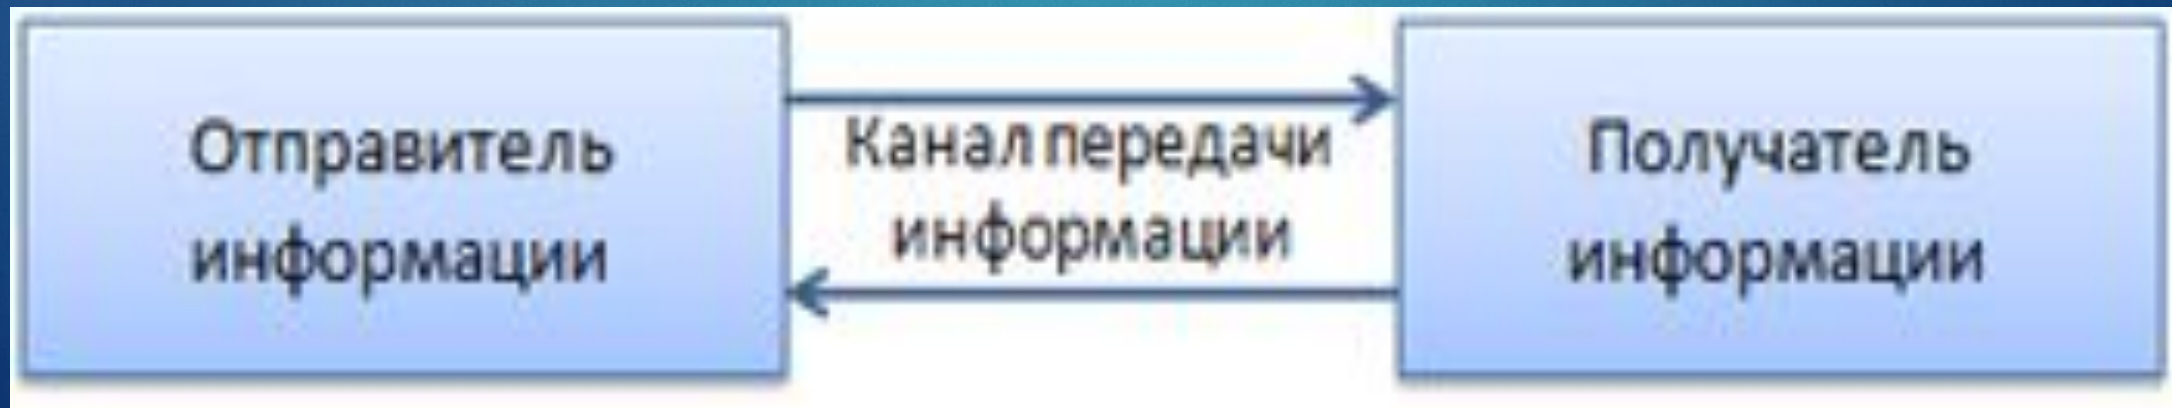 Отправитель
информации
Канал передачи
информации
Получатель
информации